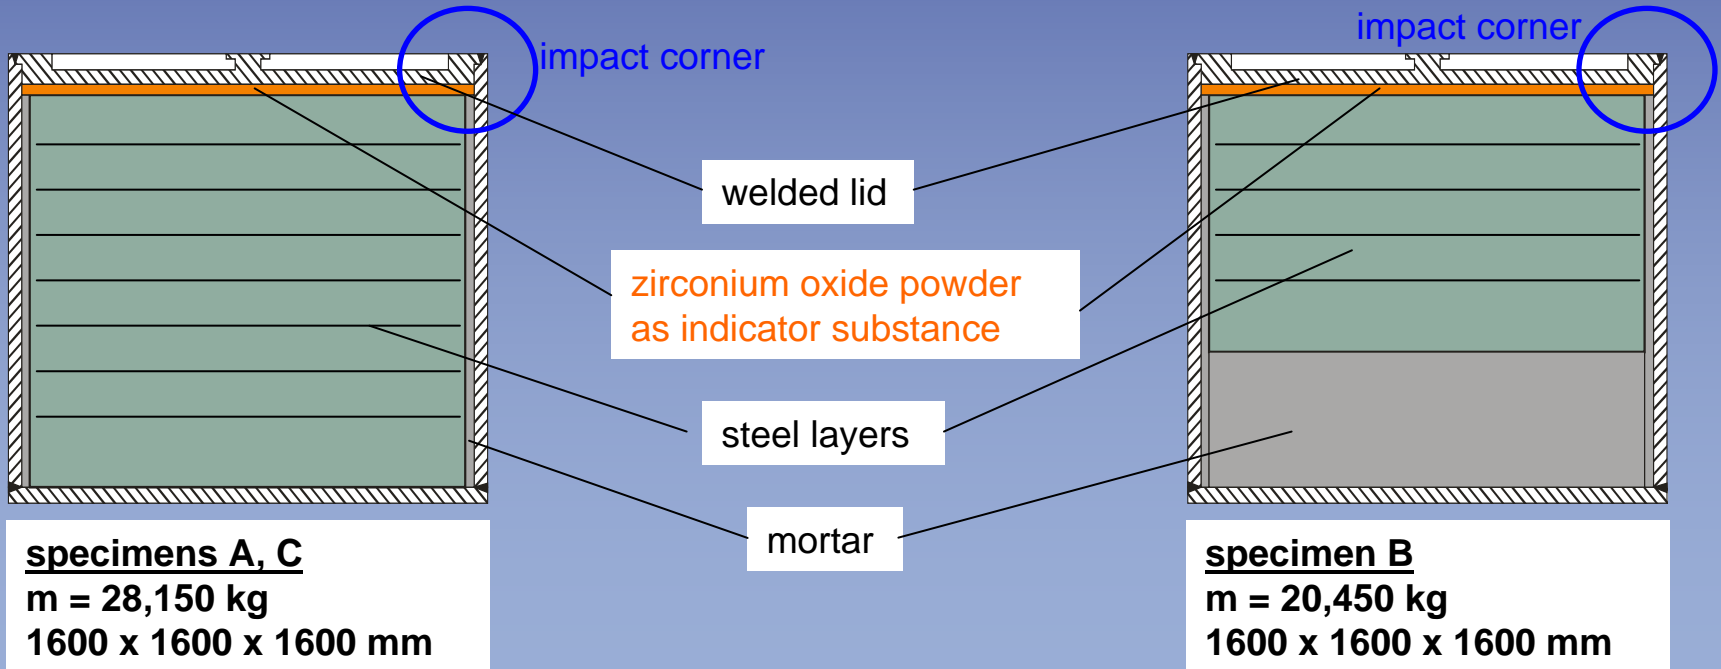 impact corner
impact corner
welded lid
zirconium oxide powder
as indicator substance
steel layers
mortar
specimens A, C
m = 28,150 kg
1600 x 1600 x 1600 mm
specimen B
m = 20,450 kg
1600 x 1600 x 1600 mm